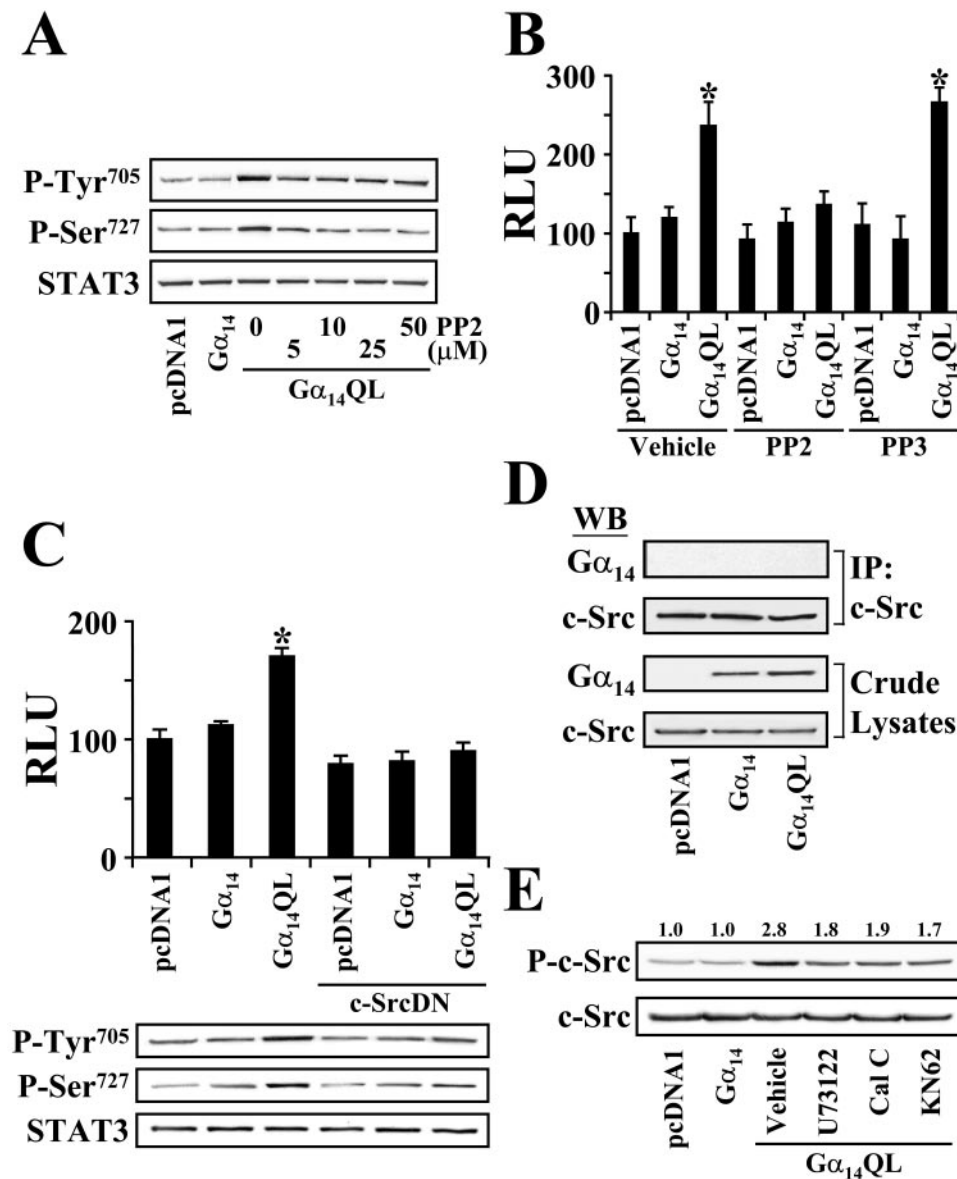 A
P-Tyr⁷⁰⁵
P-Ser⁷²⁷
STAT3
pcDNA1
Gα₁₄
0 10 50 PP2
5 25 (μM)
Gα₁₄QL
B
RLU
300
200
100
0
pcDNA1
Gα₁₄
Gα₁₄QL
pcDNA1
Gα₁₄
Gα₁₄QL
pcDNA1
Gα₁₄
Gα₁₄QL
Vehicle PP2 PP3
* *
C
RLU
200
100
0
*
pcDNA1
Gα₁₄
Gα₁₄QL
pcDNA1
Gα₁₄
Gα₁₄QL
c-SrcDN
P-Tyr⁷⁰⁵
P-Ser⁷²⁷
STAT3
D
WB
Gα₁₄
c-Src
IP:
c-Src
Gα₁₄
c-Src
Crude
Lysates
pcDNA1
Gα₁₄
Gα₁₄QL
E
1.0 1.0 2.8 1.8 1.9 1.7
P-c-Src
c-Src
pcDNA1
Gα₁₄
Vehicle
U73122
Cal C
KN62
Gα₁₄QL